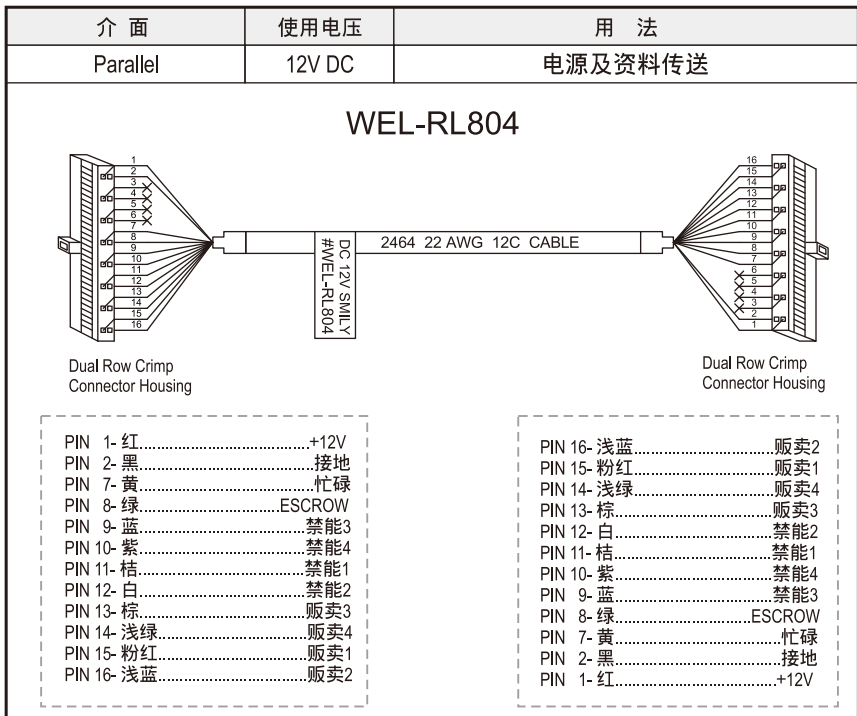 介 面 使用电压 用 法
Parallel 12V DC 电源及资料传送
WEL-RL804
1
2
3
4
5
6
7
8
9
10
11
12
13
14
15
16
2464 22 AWG 12C CABLE
DC 12V SMILY
#WEL-RL804
16
15
14
13
12
11
10
9
8
7
6
5
4
3
2
1
Dual Row Crimp
Connector Housing
Dual Row Crimp
Connector Housing
PIN 1- 红..............................+12V
PIN 2- 黑..............................接地
PIN 7- 黄..............................忙碌
PIN 8- 绿.........................ESCROW
PIN 9- 蓝.............................禁能3
PIN 10- 紫............................禁能4
PIN 11- 桔............................禁能1
PIN 12- 白............................禁能2
PIN 13- 棕............................贩卖3
PIN 14- 浅绿.........................贩卖4
PIN 15- 粉红.........................贩卖1
PIN 16- 浅蓝.........................贩卖2
PIN 16- 浅蓝.........................贩卖2
PIN 15- 粉红.........................贩卖1
PIN 14- 浅绿.........................贩卖4
PIN 13- 棕............................贩卖3
PIN 12- 白............................禁能2
PIN 11- 桔............................禁能1
PIN 10- 紫............................禁能4
PIN 9- 蓝.............................禁能3
PIN 8- 绿.........................ESCROW
PIN 7- 黄..............................忙碌
PIN 2- 黑..............................接地
PIN 1- 红..............................+12V